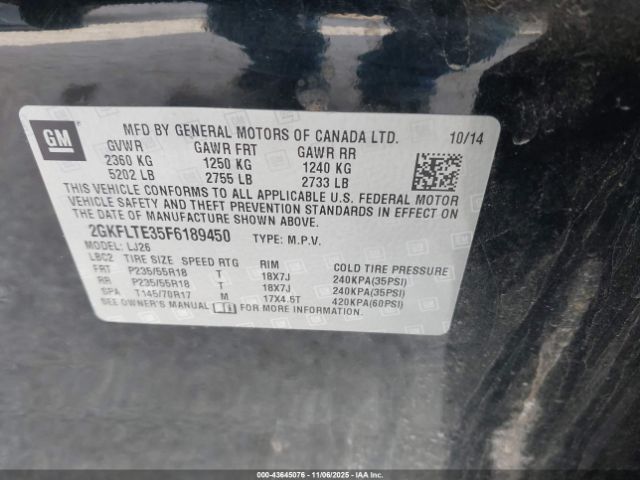 GM
MFD BY GENERAL MOTORS OF CANADA LTD. 10/14
GVWR GAWR FRT GAWR RR
2360 KG 1250 KG 1240 KG
5202 LB 2755 LB 2733 LB
THIS VEHICLE CONFORMS TO ALL APPLICABLE U.S. FEDERAL MOTOR
VEHICLE SAFETY AND THEFT PREVENTION STANDARDS IN EFFECT ON THE
DATE OF MANUFACTURE SHOWN ABOVE.
2GKFLTE35F6189450 TYPE: M.P.V.
MODEL: LJ26
LBC2 TIRE SIZE SPEED RTG RIM COLD TIRE PRESSURE
FRT P235/55R18 T 18X7J 240KPA(35PSI)
RR P235/55R18 T 18X7J 240KPA(35PSI)
SPA T145/70R17 M 17X4.5T 420KPA(60PSI)
SEE OWNER'S MANUAL FOR MORE INFORMATION.
000-43645076 11/06/2025 IAAI.COM